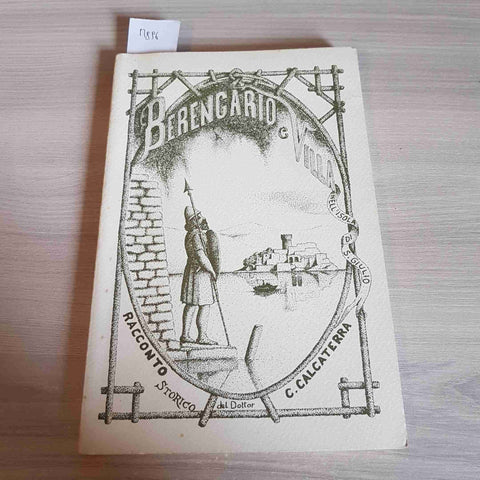 BERENGARIO
& VILLA
NELL'ISOLA
DI
S. GIULIO
RACCONTO
STORICO
del Dottor
C. CALCATERRA